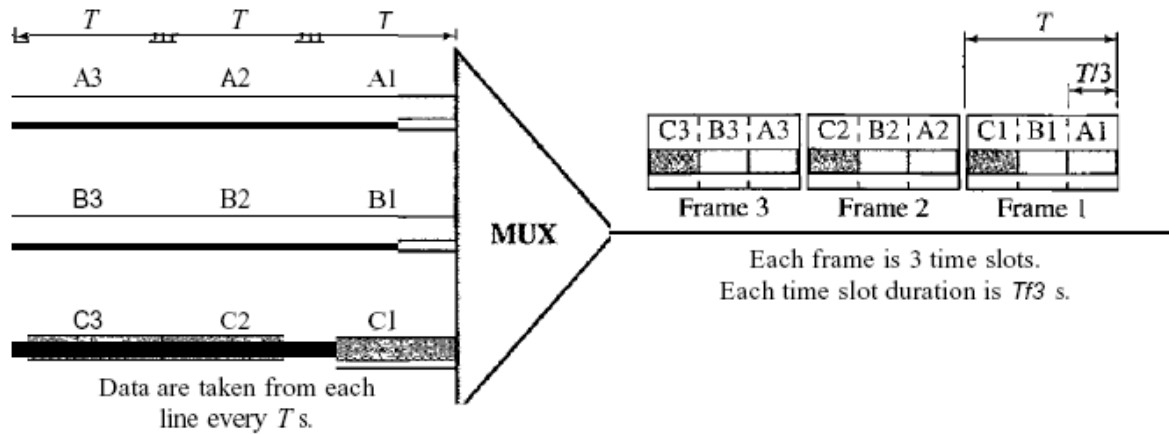 T T T
T
T/3
A3 A2 A1
C3 B3 A3 C2 B2 A2 C1 B1 A1
Frame 3 Frame 2 Frame 1
B3 B2 B1
MUX
Each frame is 3 time slots.
Each time slot duration is Tf3 s.
C3 C2 C1
Data are taken from each
line every T s.